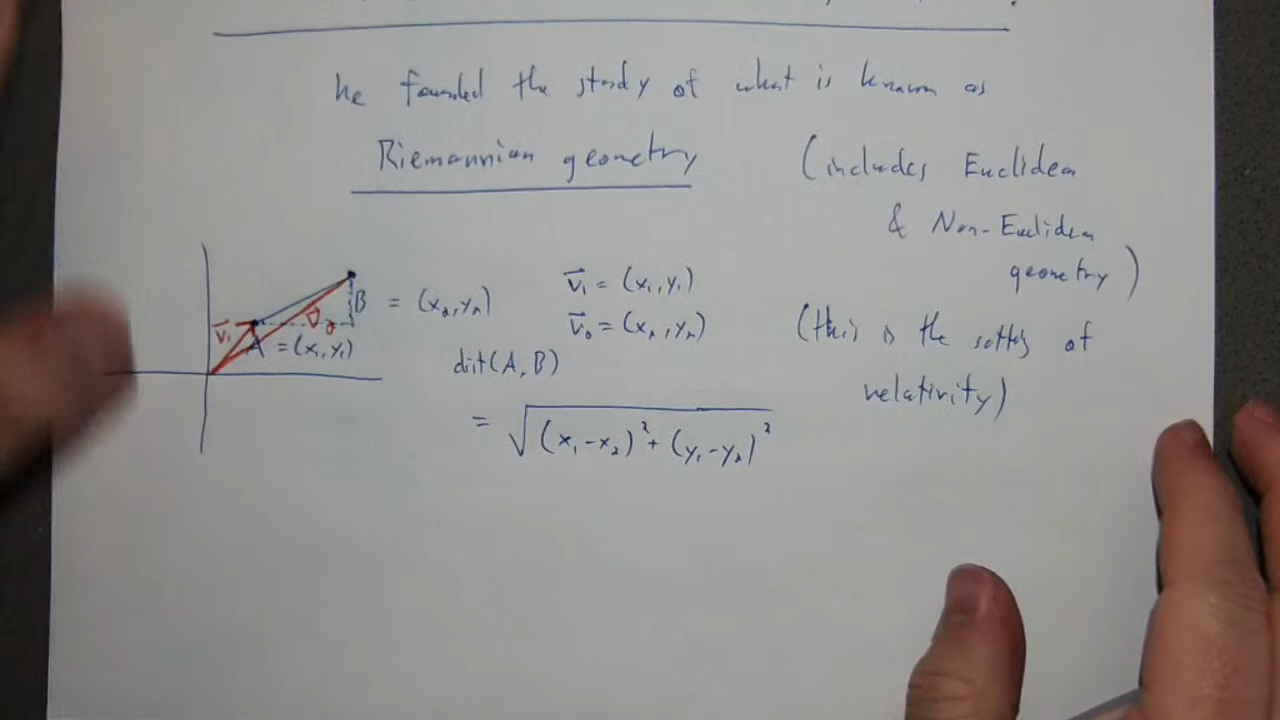 he founded the study of what is known as
Riemannian geometry
(includes Euclidean
& Non-Euclidean
geometry)
(this is the setting of
relativity)
B = (x₂, y₂)
v⃗₁
v⃗₂
A = (x₁, y₁)
v⃗₁ = (x₁, y₁)
v⃗₂ = (x₂, y₂)
dist(A, B)
= √((x₁-x₂)² + (y₁-y₂)²)